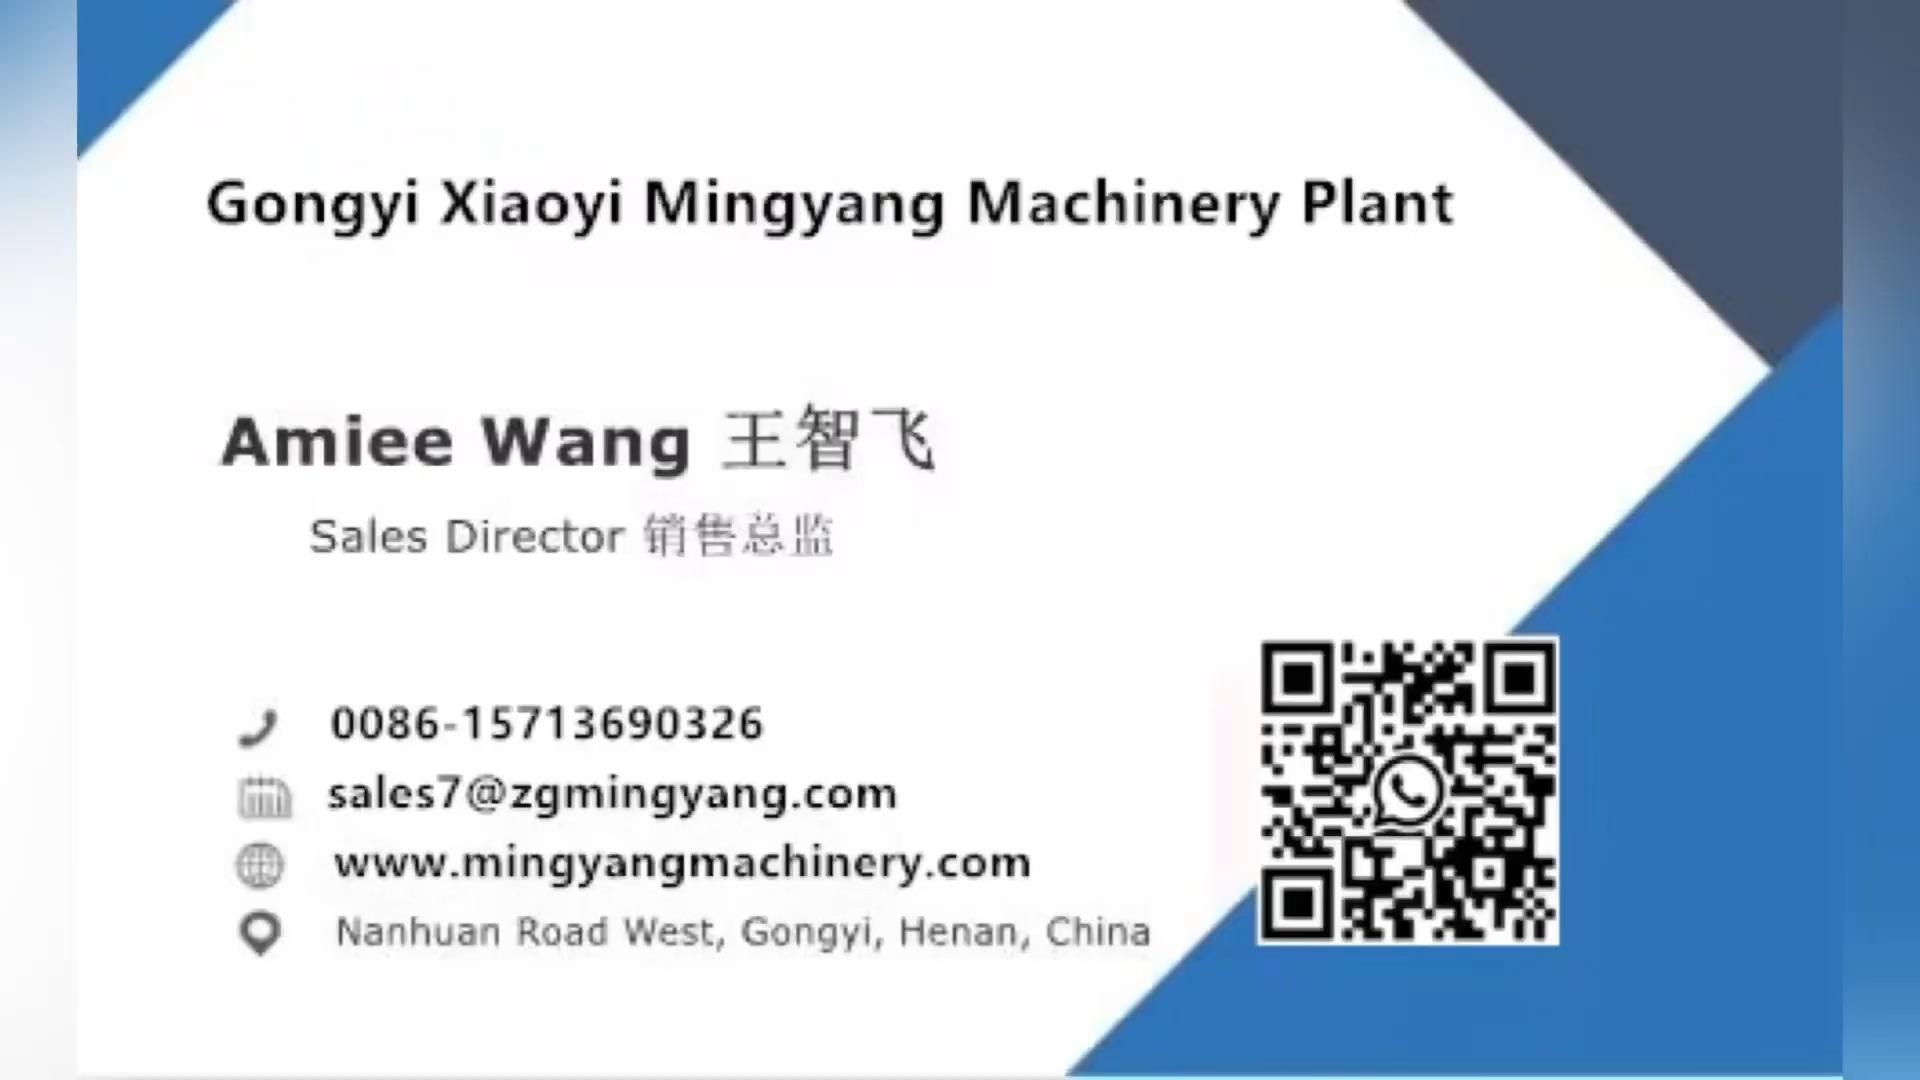 Gongyi Xiaoyi Mingyang Machinery Plant
Amiee Wang 王智飞
Sales Director 销售总监
0086-15713690326
sales7@zgmingyang.com
www.mingyangmachinery.com
Nanhuan Road West, Gongyi, Henan, China